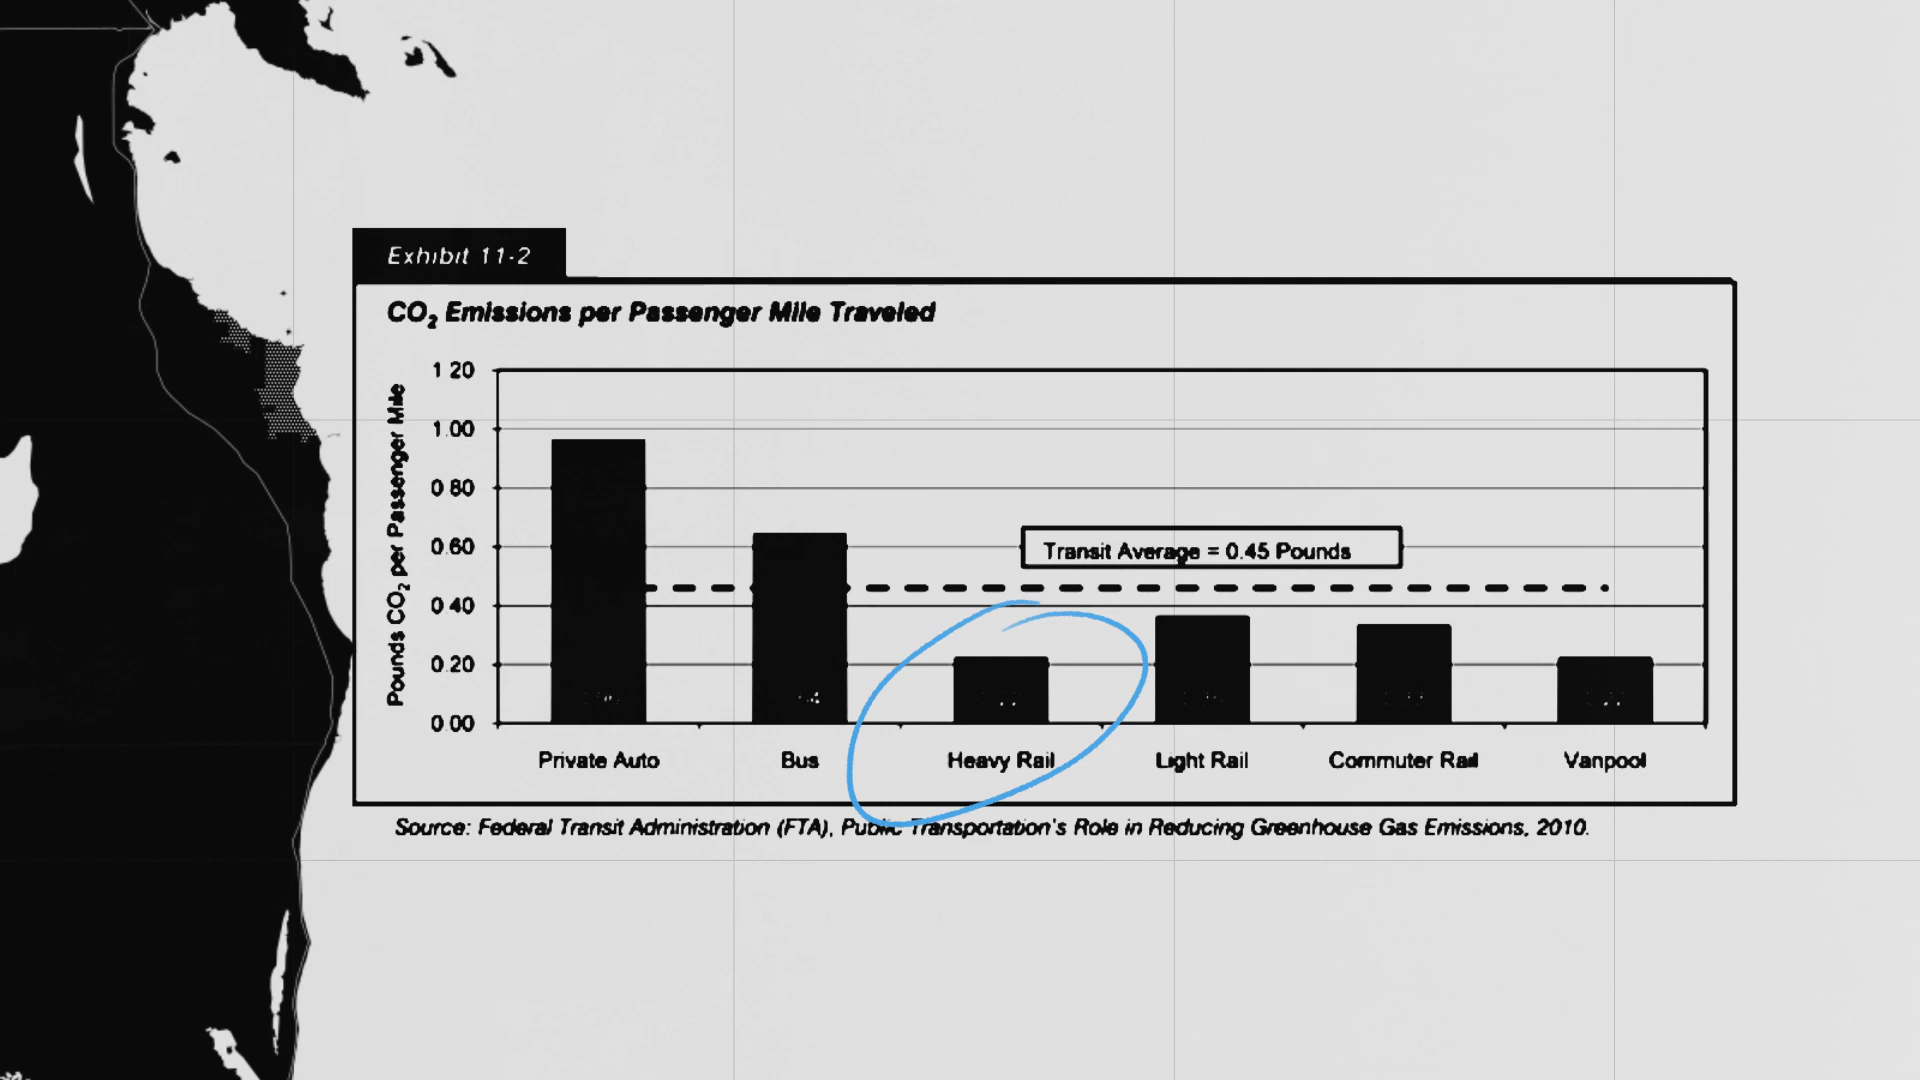 Exhibit 11-2
CO₂ Emissions per Passenger Mile Traveled
Pounds CO₂ per Passenger Mile
1 20
1.00
0 80
0.60
0 40
0.20
0 00
Transit Average = 0.45 Pounds
Private Auto
Bus
Heavy Rail
Light Rail
Commuter Rail
Vanpool
Source: Federal Transit Administration (FTA), Public Transportation's Role in Reducing Greenhouse Gas Emissions, 2010.